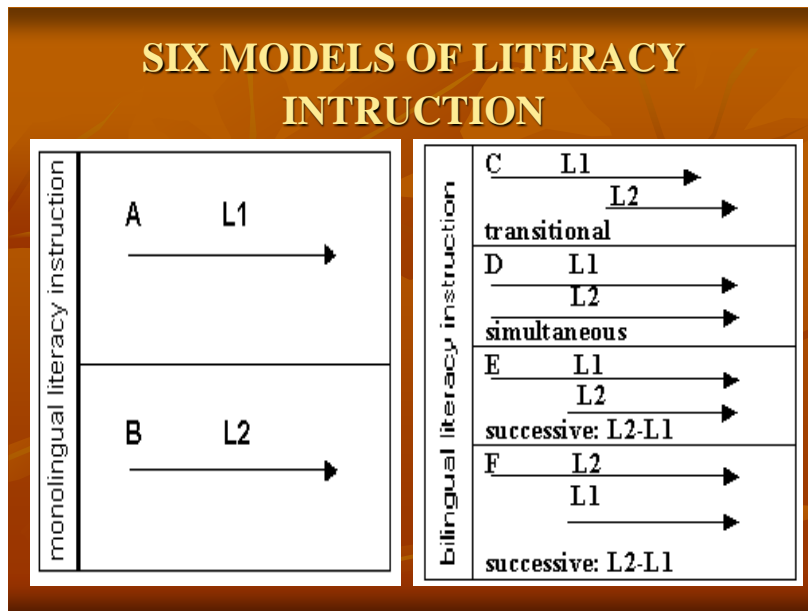 SIX MODELS OF LITERACY
INTRUCTION
monolingual literacy instruction
A L1
B L2
bilingual literacy instruction
C L1
L2
transitional
D L1
L2
simultaneous
E L1
L2
successive: L2-L1
F L2
L1
successive: L2-L1